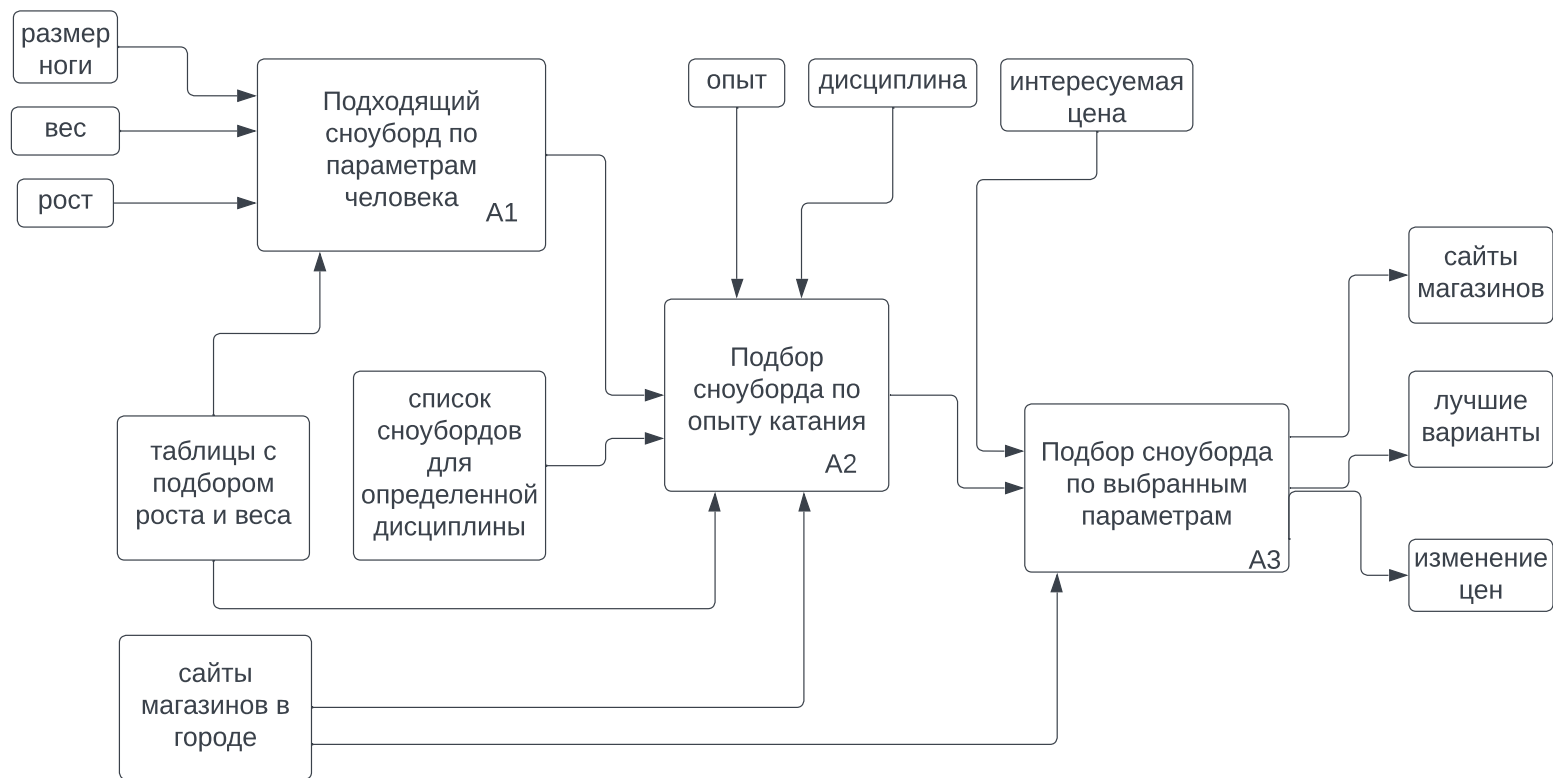 размер
ноги
вес
рост
Подходящий
сноуборд по
параметрам
человека
A1
опыт
дисциплина
интересуемая
цена
таблицы с
подбором
роста и веса
список
сноубордов
для
определенной
дисциплины
Подбор
сноуборда по
опыту катания
A2
Подбор сноуборда
по выбранным
параметрам
A3
сайты
магазинов
лучшие
варианты
изменение
цен
сайты
магазинов в
городе